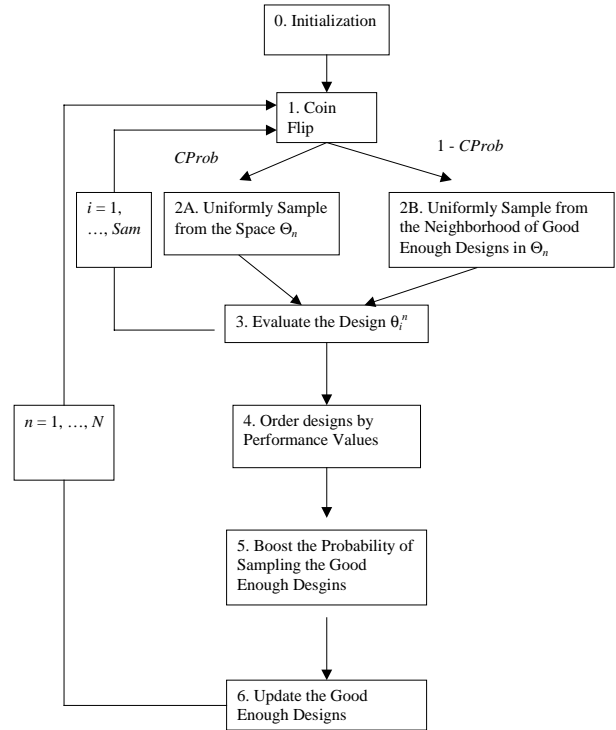 0. Initialization
1. Coin
Flip
CProb
1 - CProb
i = 1,
…, Sam
2A. Uniformly Sample
from the Space Θn
2B. Uniformly Sample from
the Neighborhood of Good
Enough Designs in Θn
3. Evaluate the Design θin
n = 1, …, N
4. Order designs by
Performance Values
5. Boost the Probability of
Sampling the Good
Enough Desgins
6. Update the Good
Enough Designs